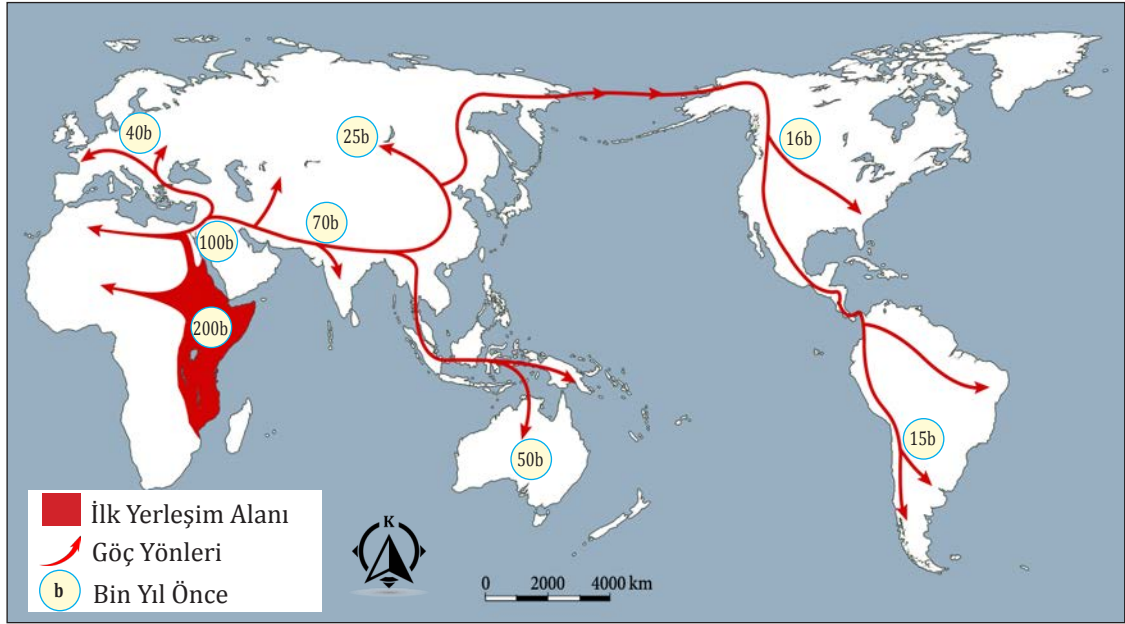 40b
25b
16b
70b
100b
200b
15b
50b
İlk Yerleşim Alanı
Göç Yönleri
b
Bin Yıl Önce
K
0 2000 4000 km